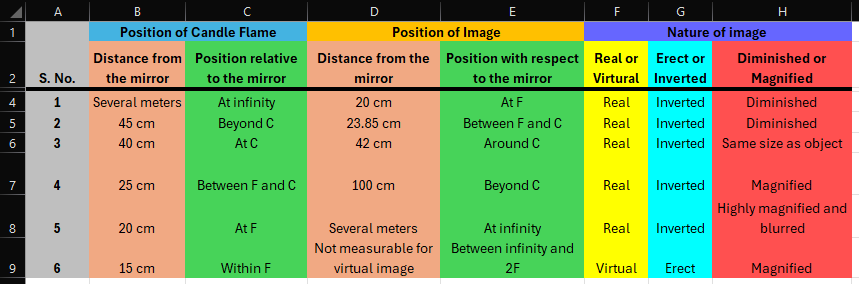 A B C D E F G H
1 Position of Candle Flame Position of Image Nature of image
Distance from Position relative Distance from the Position with respect Real or Erect or Diminished or
2 S. No. the mirror to the mirror mirror to the mirror Virtural Inverted Magnified
4 1 Several meters At infinity 20 cm At F Real Inverted Diminished
5 2 45 cm Beyond C 23.85 cm Between F and C Real Inverted Diminished
6 3 40 cm At C 42 cm Around C Real Inverted Same size as object
7 4 25 cm Between F and C 100 cm Beyond C Real Inverted Magnified
Highly magnified and
8 5 20 cm At F Several meters At infinity Real Inverted blurred
Not measurable for Between infinity and
9 6 15 cm Within F virtual image 2F Virtual Erect Magnified